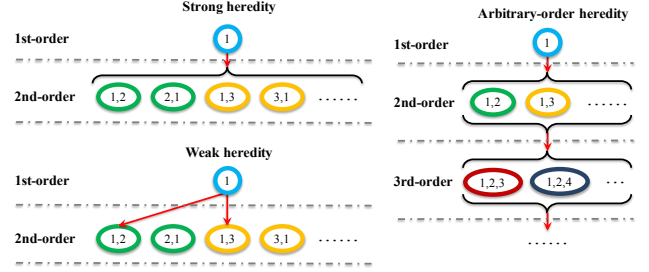 Strong heredity
1st-order 1
2nd-order 1,2 2,1 1,3 3,1 ......
Weak heredity
1st-order 1
2nd-order 1,2 2,1 1,3 3,1 ......
Arbitrary-order heredity
1st-order 1
2nd-order 1,2 1,3 ......
3rd-order 1,2,3 1,2,4 ...
......